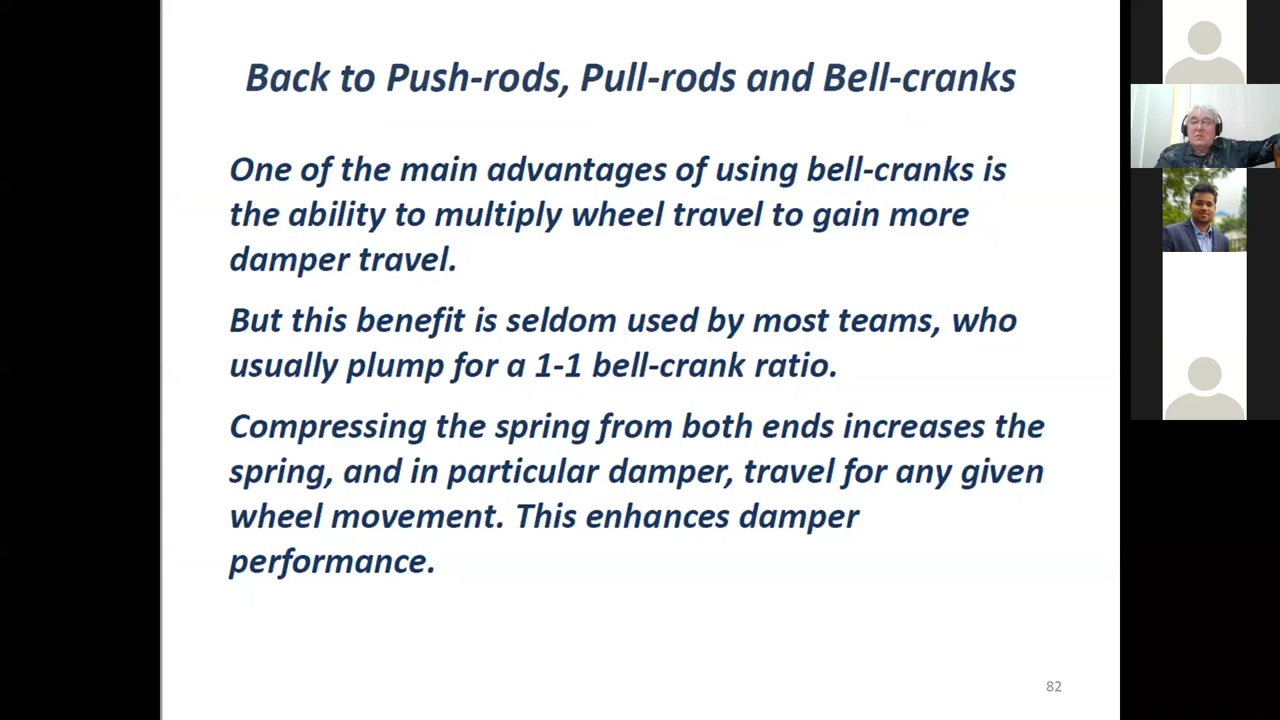 Back to Push-rods, Pull-rods and Bell-cranks
One of the main advantages of using bell-cranks is
the ability to multiply wheel travel to gain more
damper travel.
But this benefit is seldom used by most teams, who
usually plump for a 1-1 bell-crank ratio.
Compressing the spring from both ends increases the
spring, and in particular damper, travel for any given
wheel movement. This enhances damper
performance.
82